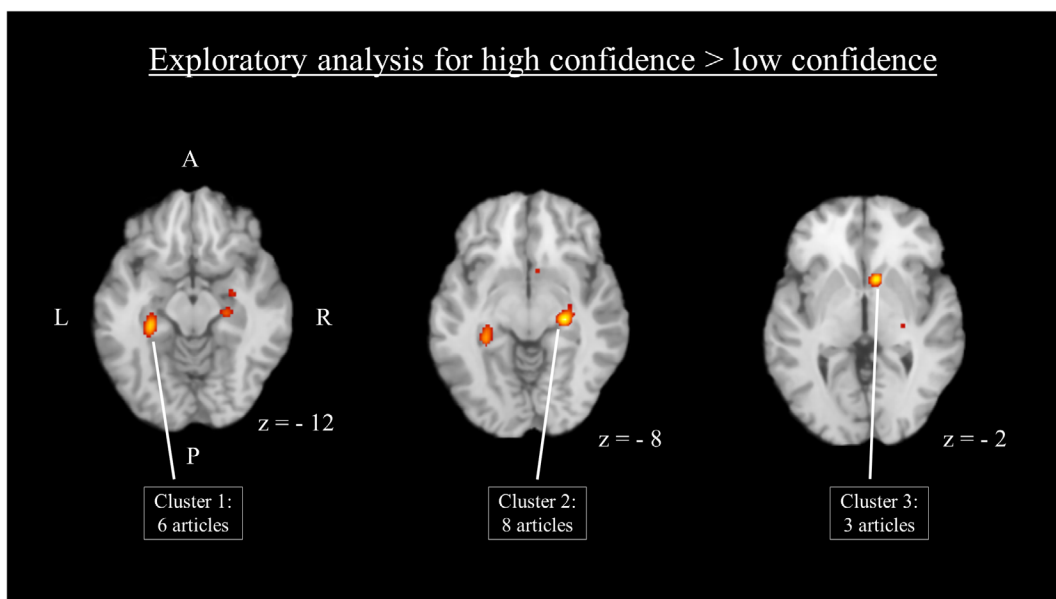 Exploratory analysis for high confidence > low confidence
A
L
R
P
z = - 12
z = - 8
z = - 2
Cluster 1:
6 articles
Cluster 2:
8 articles
Cluster 3:
3 articles